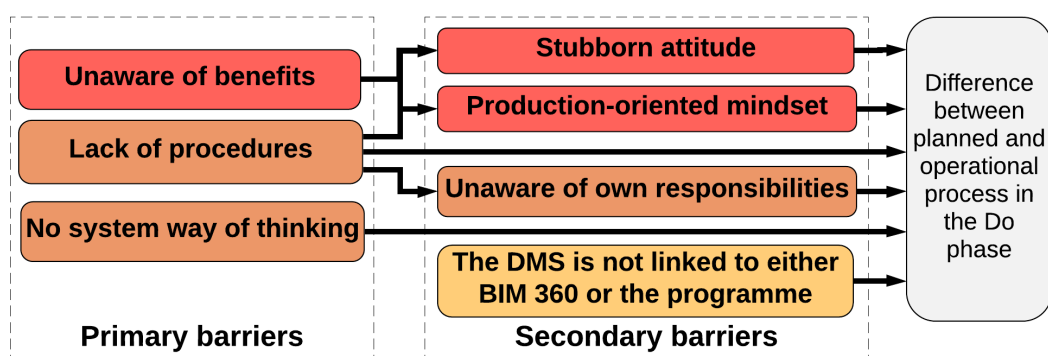 Unaware of benefits
Lack of procedures
No system way of thinking
Primary barriers
Stubborn attitude
Production-oriented mindset
Unaware of own responsibilities
The DMS is not linked to either
BIM 360 or the programme
Secondary barriers
Difference
between
planned and
operational
process in
the Do
phase